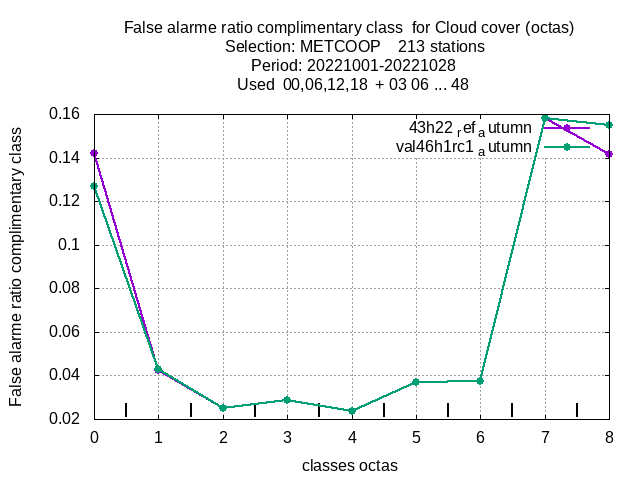 False alarme ratio complimentary class  for Cloud cover (octas)
Selection: METCOOP    213 stations
Period: 20221001-20221028
Used  00,06,12,18  + 03 06 ... 48
False alarme ratio complimentary class
0.16
0.14
0.12
0.1
0.08
0.06
0.04
0.02
43h22 ref autumn
val46h1rc1 autumn
0 1 2 3 4 5 6 7 8
classes octas